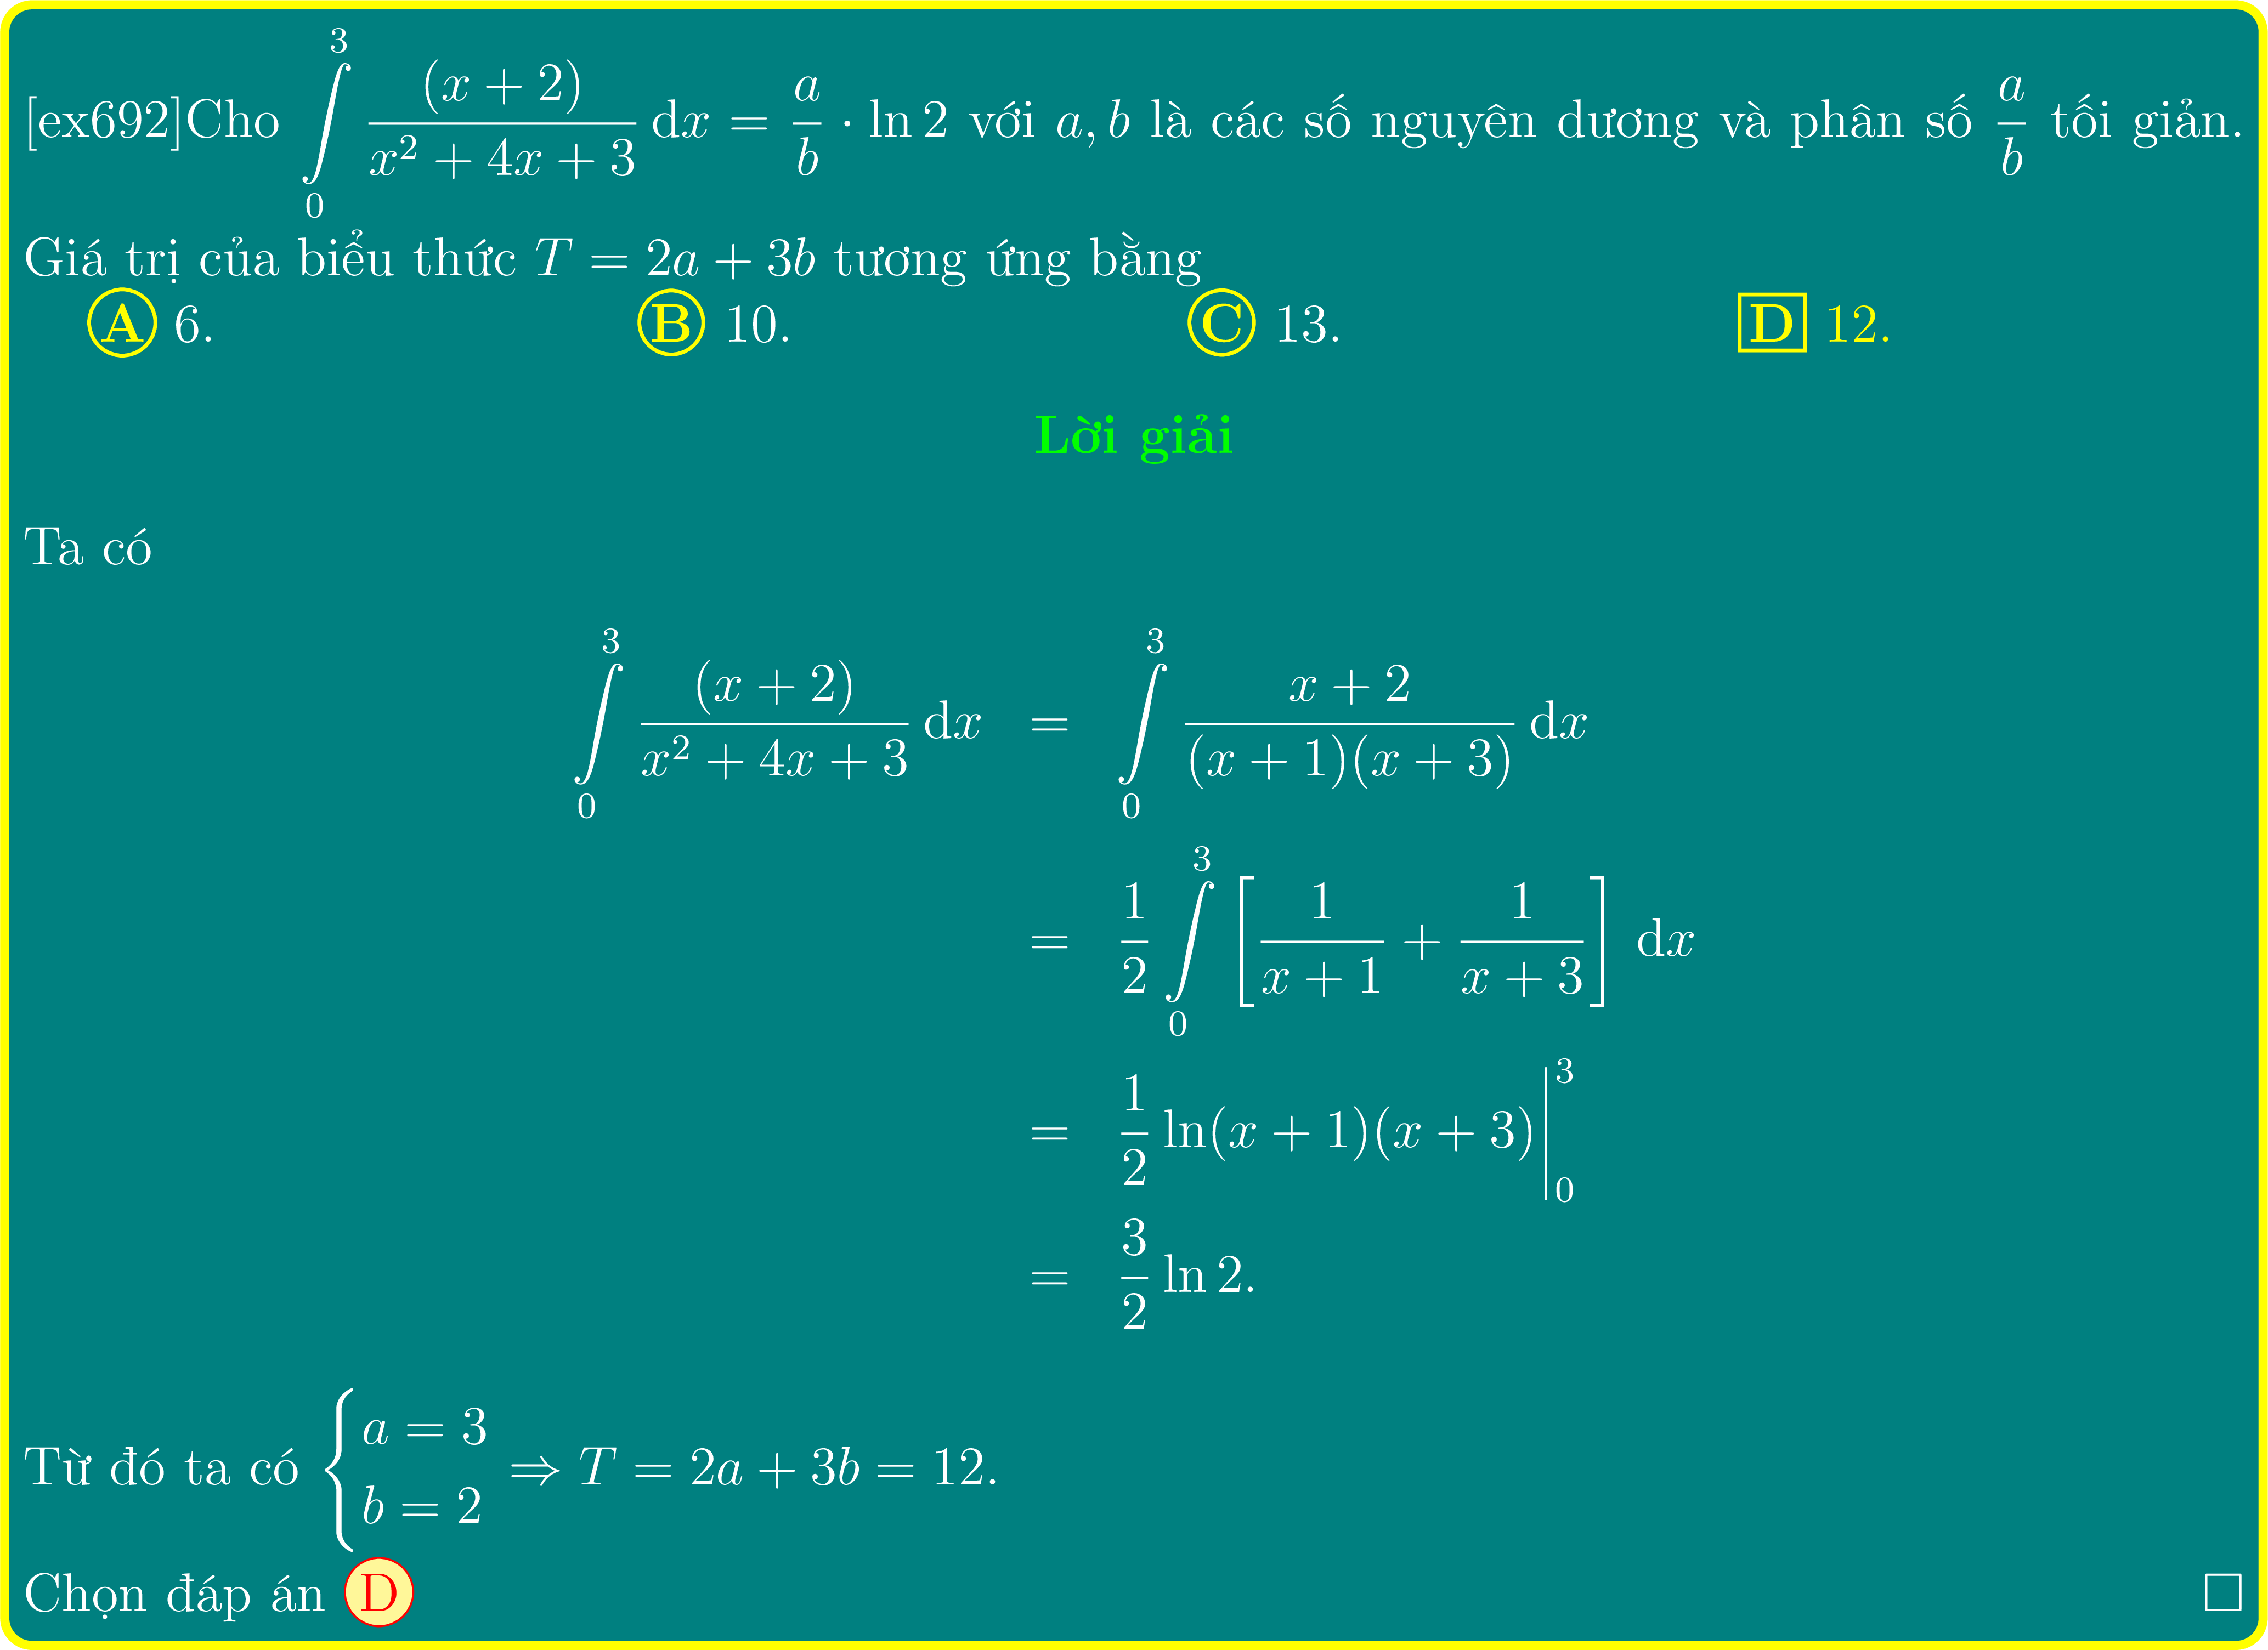 [ex692]Cho $\int\limits_0^3 \frac{(x+2)}{x^2+4x+3}\,\mathrm{d}x = \frac{a}{b} \cdot \ln 2$ với $a, b$ là các số nguyên dương và phân số $\frac{a}{b}$ tối giản.
Giá trị của biểu thức $T = 2a + 3b$ tương ứng bằng
A 6. B 10. C 13. D 12.
Lời giải
Ta có
$\int\limits_0^3 \frac{(x+2)}{x^2+4x+3}\,\mathrm{d}x = \int\limits_0^3 \frac{x+2}{(x+1)(x+3)}\,\mathrm{d}x$
$= \frac{1}{2} \int\limits_0^3 \left[\frac{1}{x+1} + \frac{1}{x+3}\right] \mathrm{d}x$
$= \frac{1}{2} \ln(x+1)(x+3)\Big|_0^3$
$= \frac{3}{2} \ln 2.$
Từ đó ta có $\begin{cases} a = 3 \\ b = 2 \end{cases} \Rightarrow T = 2a + 3b = 12.$
Chọn đáp án D □